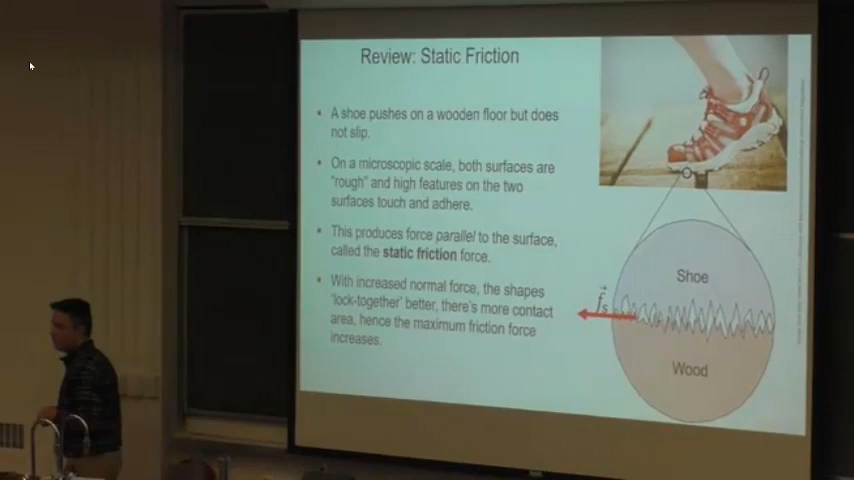 Review: Static Friction
• A shoe pushes on a wooden floor but does
not slip.
• On a microscopic scale, both surfaces are
"rough" and high features on the two
surfaces touch and adhere.
• This produces force parallel to the surface,
called the static friction force.
• With increased normal force, the shapes
'lock-together' better, there's more contact
area, hence the maximum friction force
increases.
Shoe
fs
Wood